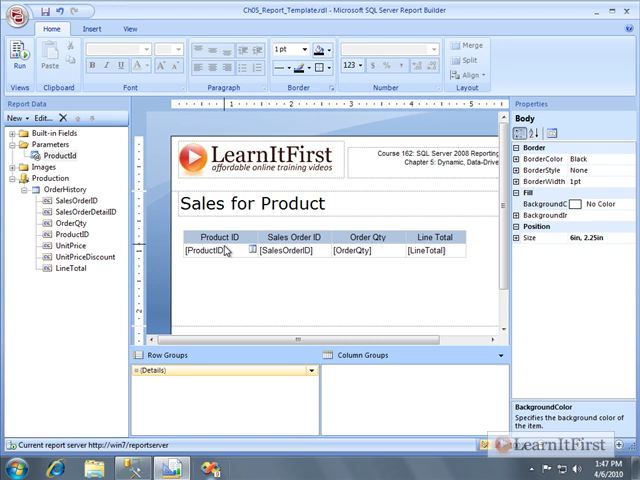 Ch05_Report_Template.rdl - Microsoft SQL Server Report Builder
Home Insert View
Run
Paste
1 pt
123
Merge
Split
Align
Views Clipboard Font Paragraph Border Number Layout
Report Data
New Edit...
Built-in Fields
Parameters
ProductId
Images
Production
OrderHistory
SalesOrderID
SalesOrderDetailID
OrderQty
ProductID
UnitPrice
UnitPriceDiscount
LineTotal
1 2 3
LearnItFirst
affordable online training videos
Course 162: SQL Server 2008 Reporting
Chapter 5: Dynamic, Data-Drive
Sales for Product
Product ID Sales Order ID Order Qty Line Total
[ProductID] [SalesOrderID] [OrderQty] [LineTotal]
Row Groups Column Groups
(Details)
Properties
Body
Border
BorderColor Black
BorderStyle None
BorderWidth 1pt
Fill
BackgroundC No Color
BackgroundIr
Position
Size 6in, 2.25in
BackgroundColor
Specifies the background color of
the item.
Current report server http://win7/reportserver
LearnItFirst
1:47 PM
4/6/2010